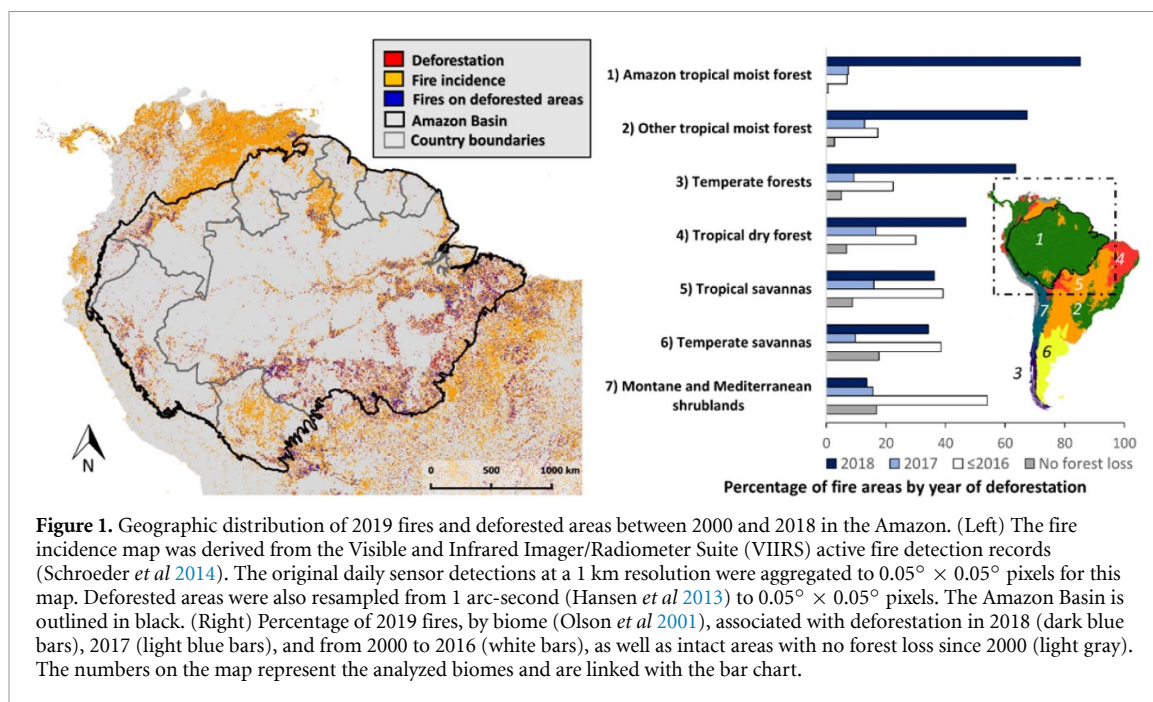 Deforestation
Fire incidence
Fires on deforested areas
Amazon Basin
Country boundaries
N
0 500 1000 km
1) Amazon tropical moist forest
2) Other tropical moist forest
3) Temperate forests
4) Tropical dry forest
5) Tropical savannas
6) Temperate savannas
7) Montane and Mediterranean
shrublands
1
4
5
7
2
6
3
0 20 40 60 80 100
2018 2017 ≤2016 No forest loss
Percentage of fire areas by year of deforestation
Figure 1. Geographic distribution of 2019 fires and deforested areas between 2000 and 2018 in the Amazon. (Left) The fire
incidence map was derived from the Visible and Infrared Imager/Radiometer Suite (VIIRS) active fire detection records
(Schroeder et al 2014). The original daily sensor detections at a 1 km resolution were aggregated to 0.05° × 0.05° pixels for this
map. Deforested areas were also resampled from 1 arc-second (Hansen et al 2013) to 0.05° × 0.05° pixels. The Amazon Basin is
outlined in black. (Right) Percentage of 2019 fires, by biome (Olson et al 2001), associated with deforestation in 2018 (dark blue
bars), 2017 (light blue bars), and from 2000 to 2016 (white bars), as well as intact areas with no forest loss since 2000 (light gray).
The numbers on the map represent the analyzed biomes and are linked with the bar chart.